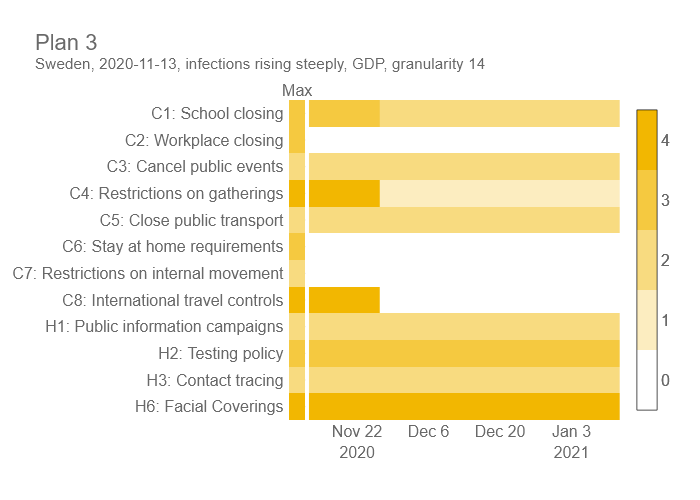 Plan 3
Sweden, 2020-11-13, infections rising steeply, GDP, granularity 14
Max
C1: School closing
C2: Workplace closing
C3: Cancel public events
C4: Restrictions on gatherings
C5: Close public transport
C6: Stay at home requirements
C7: Restrictions on internal movement
C8: International travel controls
H1: Public information campaigns
H2: Testing policy
H3: Contact tracing
H6: Facial Coverings
4
3
2
1
0
Nov 22 Dec 6 Dec 20 Jan 3
2020 2021